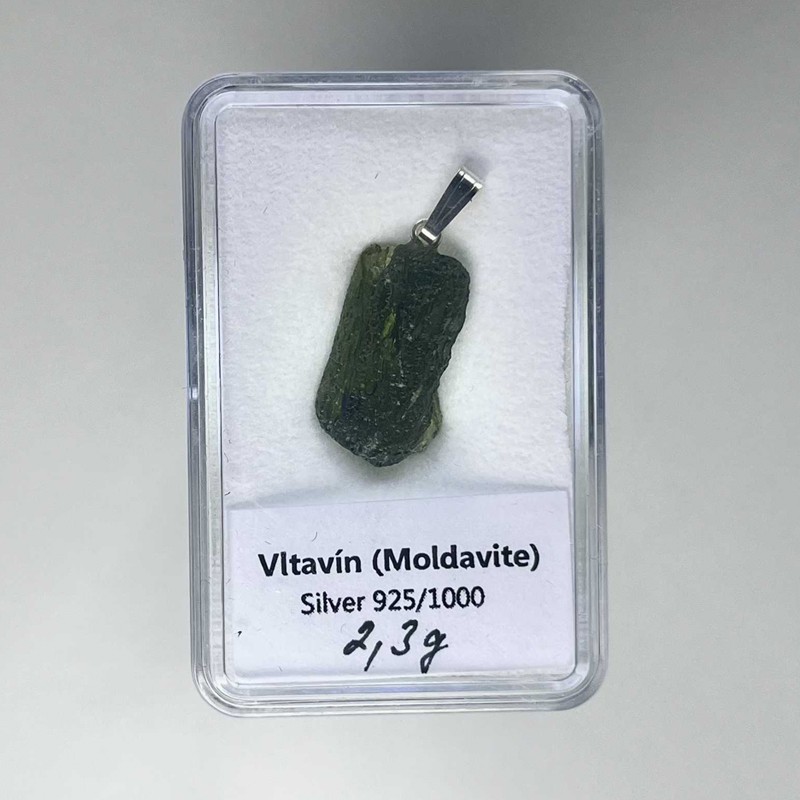 Vltavín (Moldavite)
Silver 925/1000
2,3g